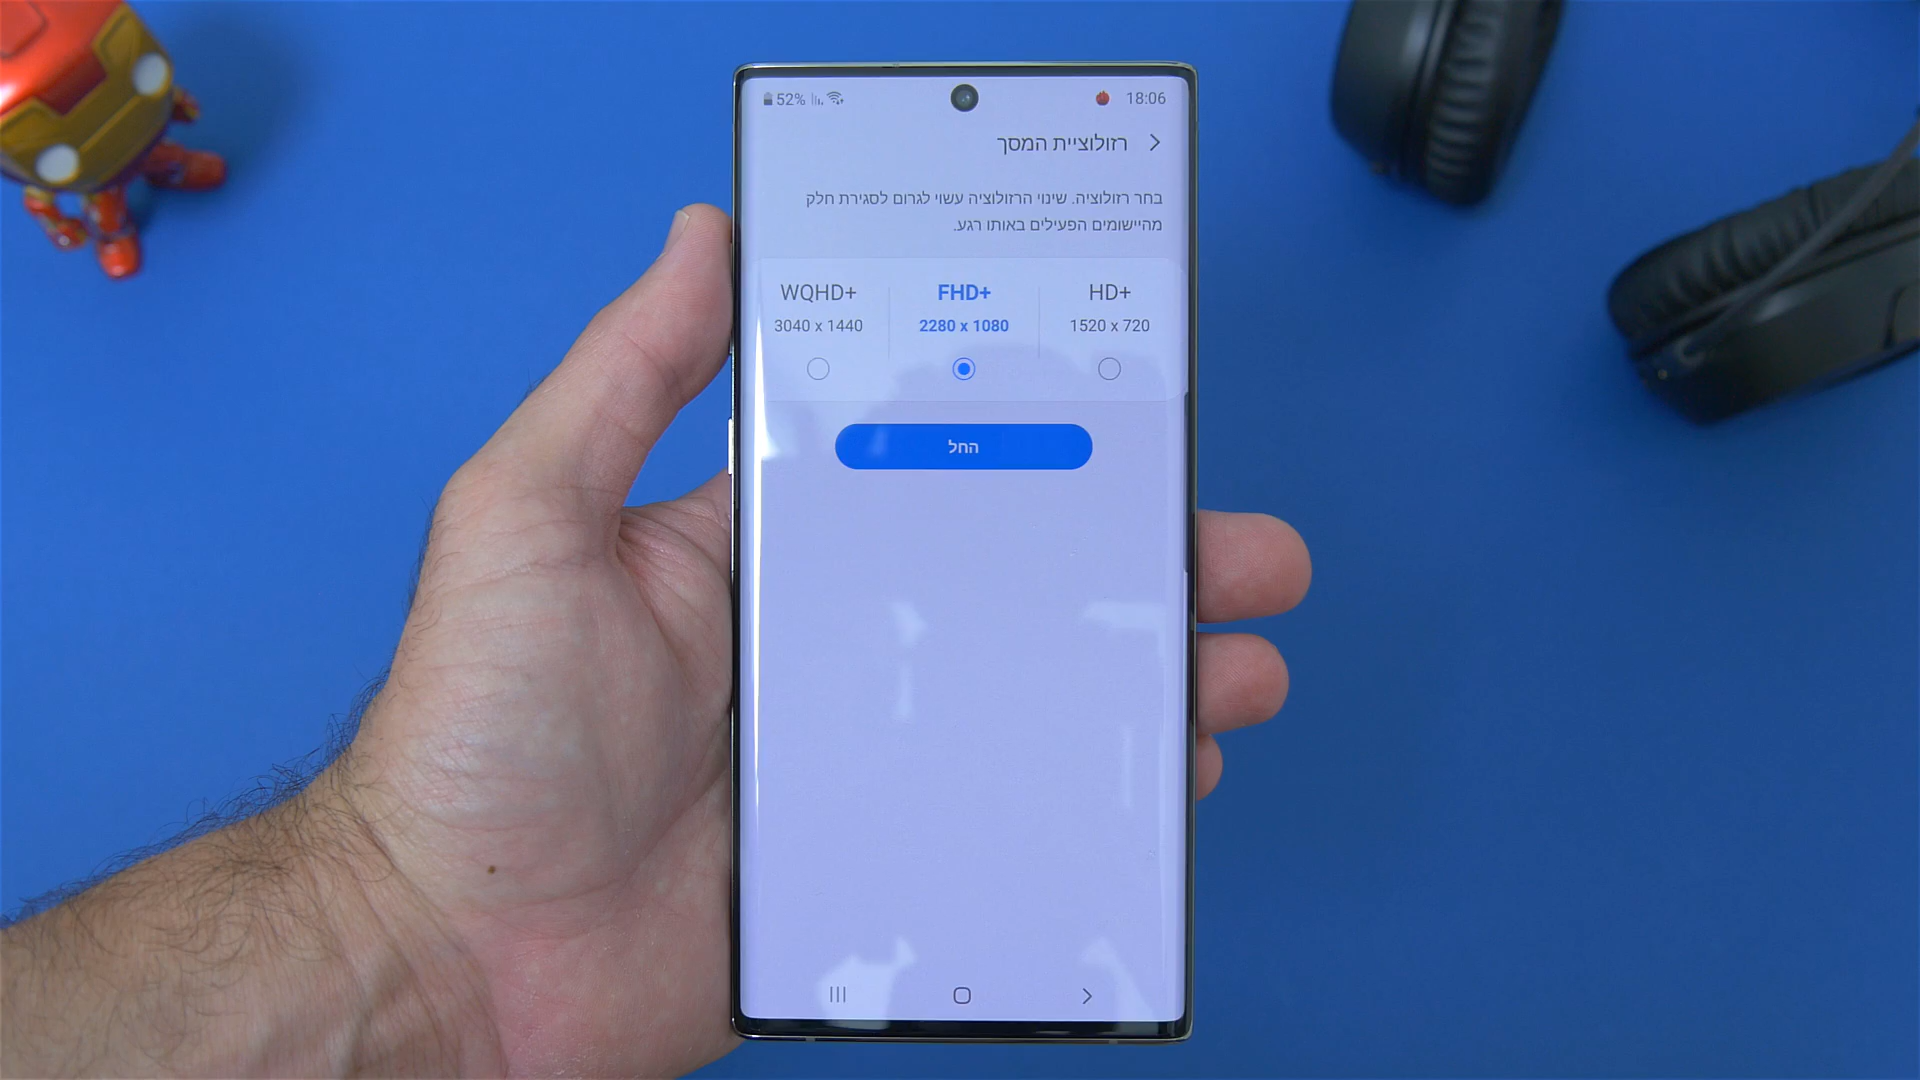 52% 18:06
רזולוציית המסך
בחר רזולוציה. שינוי הרזולוציה עשוי לגרום לסגירת חלק
מהיישומים הפעילים באותו רגע.
WQHD+ FHD+ HD+
3040 x 1440 2280 x 1080 1520 x 720
החל